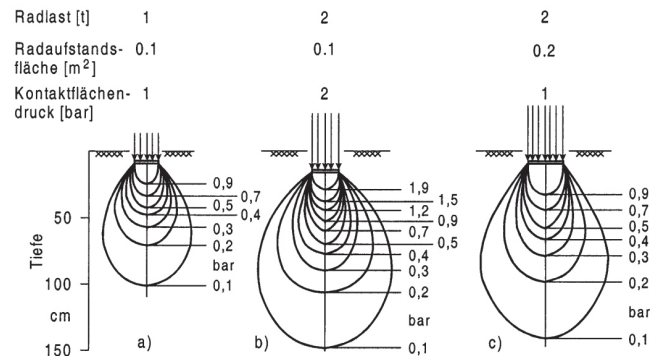 Radlast [t] 1 2 2
Radaufstands- 0.1 0.1 0.2
fläche [m²]
Kontaktflächen- 1 2 1
druck [bar]
Tiefe
50
100
cm
150
0,9
0,7
0,5
0,4
0,3
0,2
bar
0,1
a)
1,9
1,5
1,2
0,9
0,7
0,5
0,4
0,3
0,2
bar
0,1
b)
0,9
0,7
0,5
0,4
0,3
0,2
bar
0,1
c)